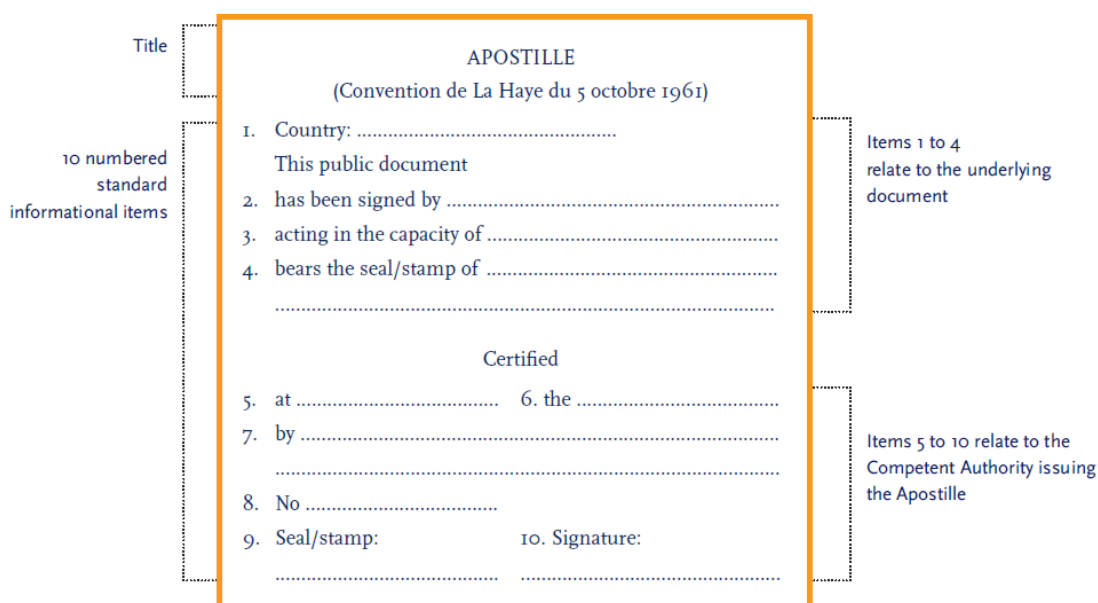 Title
APOSTILLE
(Convention de La Haye du 5 octobre 1961)
10 numbered
standard
informational items
1. Country: ....................................................
This public document
2. has been signed by ..................................................................
3. acting in the capacity of ..........................................................
4. bears the seal/stamp of ..........................................................
....................................................................................................
Items 1 to 4
relate to the underlying
document
Certified
5. at ........................................ 6. the ........................................
7. by ................................................................................................
.....................................................................................................
8. No ......................................
9. Seal/stamp: 10. Signature:
............................................. ....................................................
Items 5 to 10 relate to the
Competent Authority issuing
the Apostille